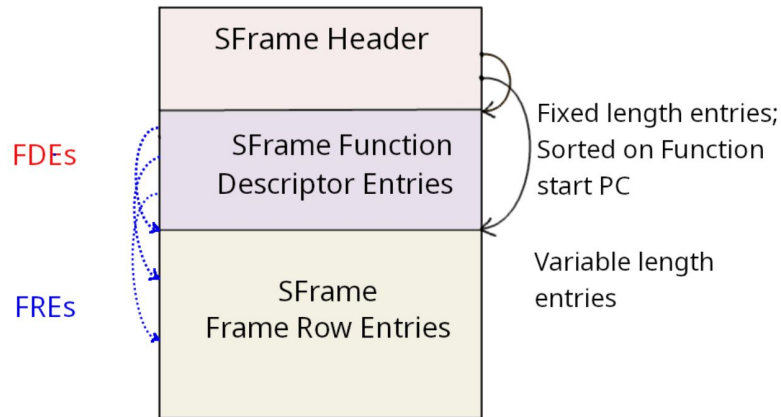 SFrame Header
Fixed length entries;
Sorted on Function
start PC
FDEs
SFrame Function
Descriptor Entries
Variable length
entries
FREs
SFrame
Frame Row Entries